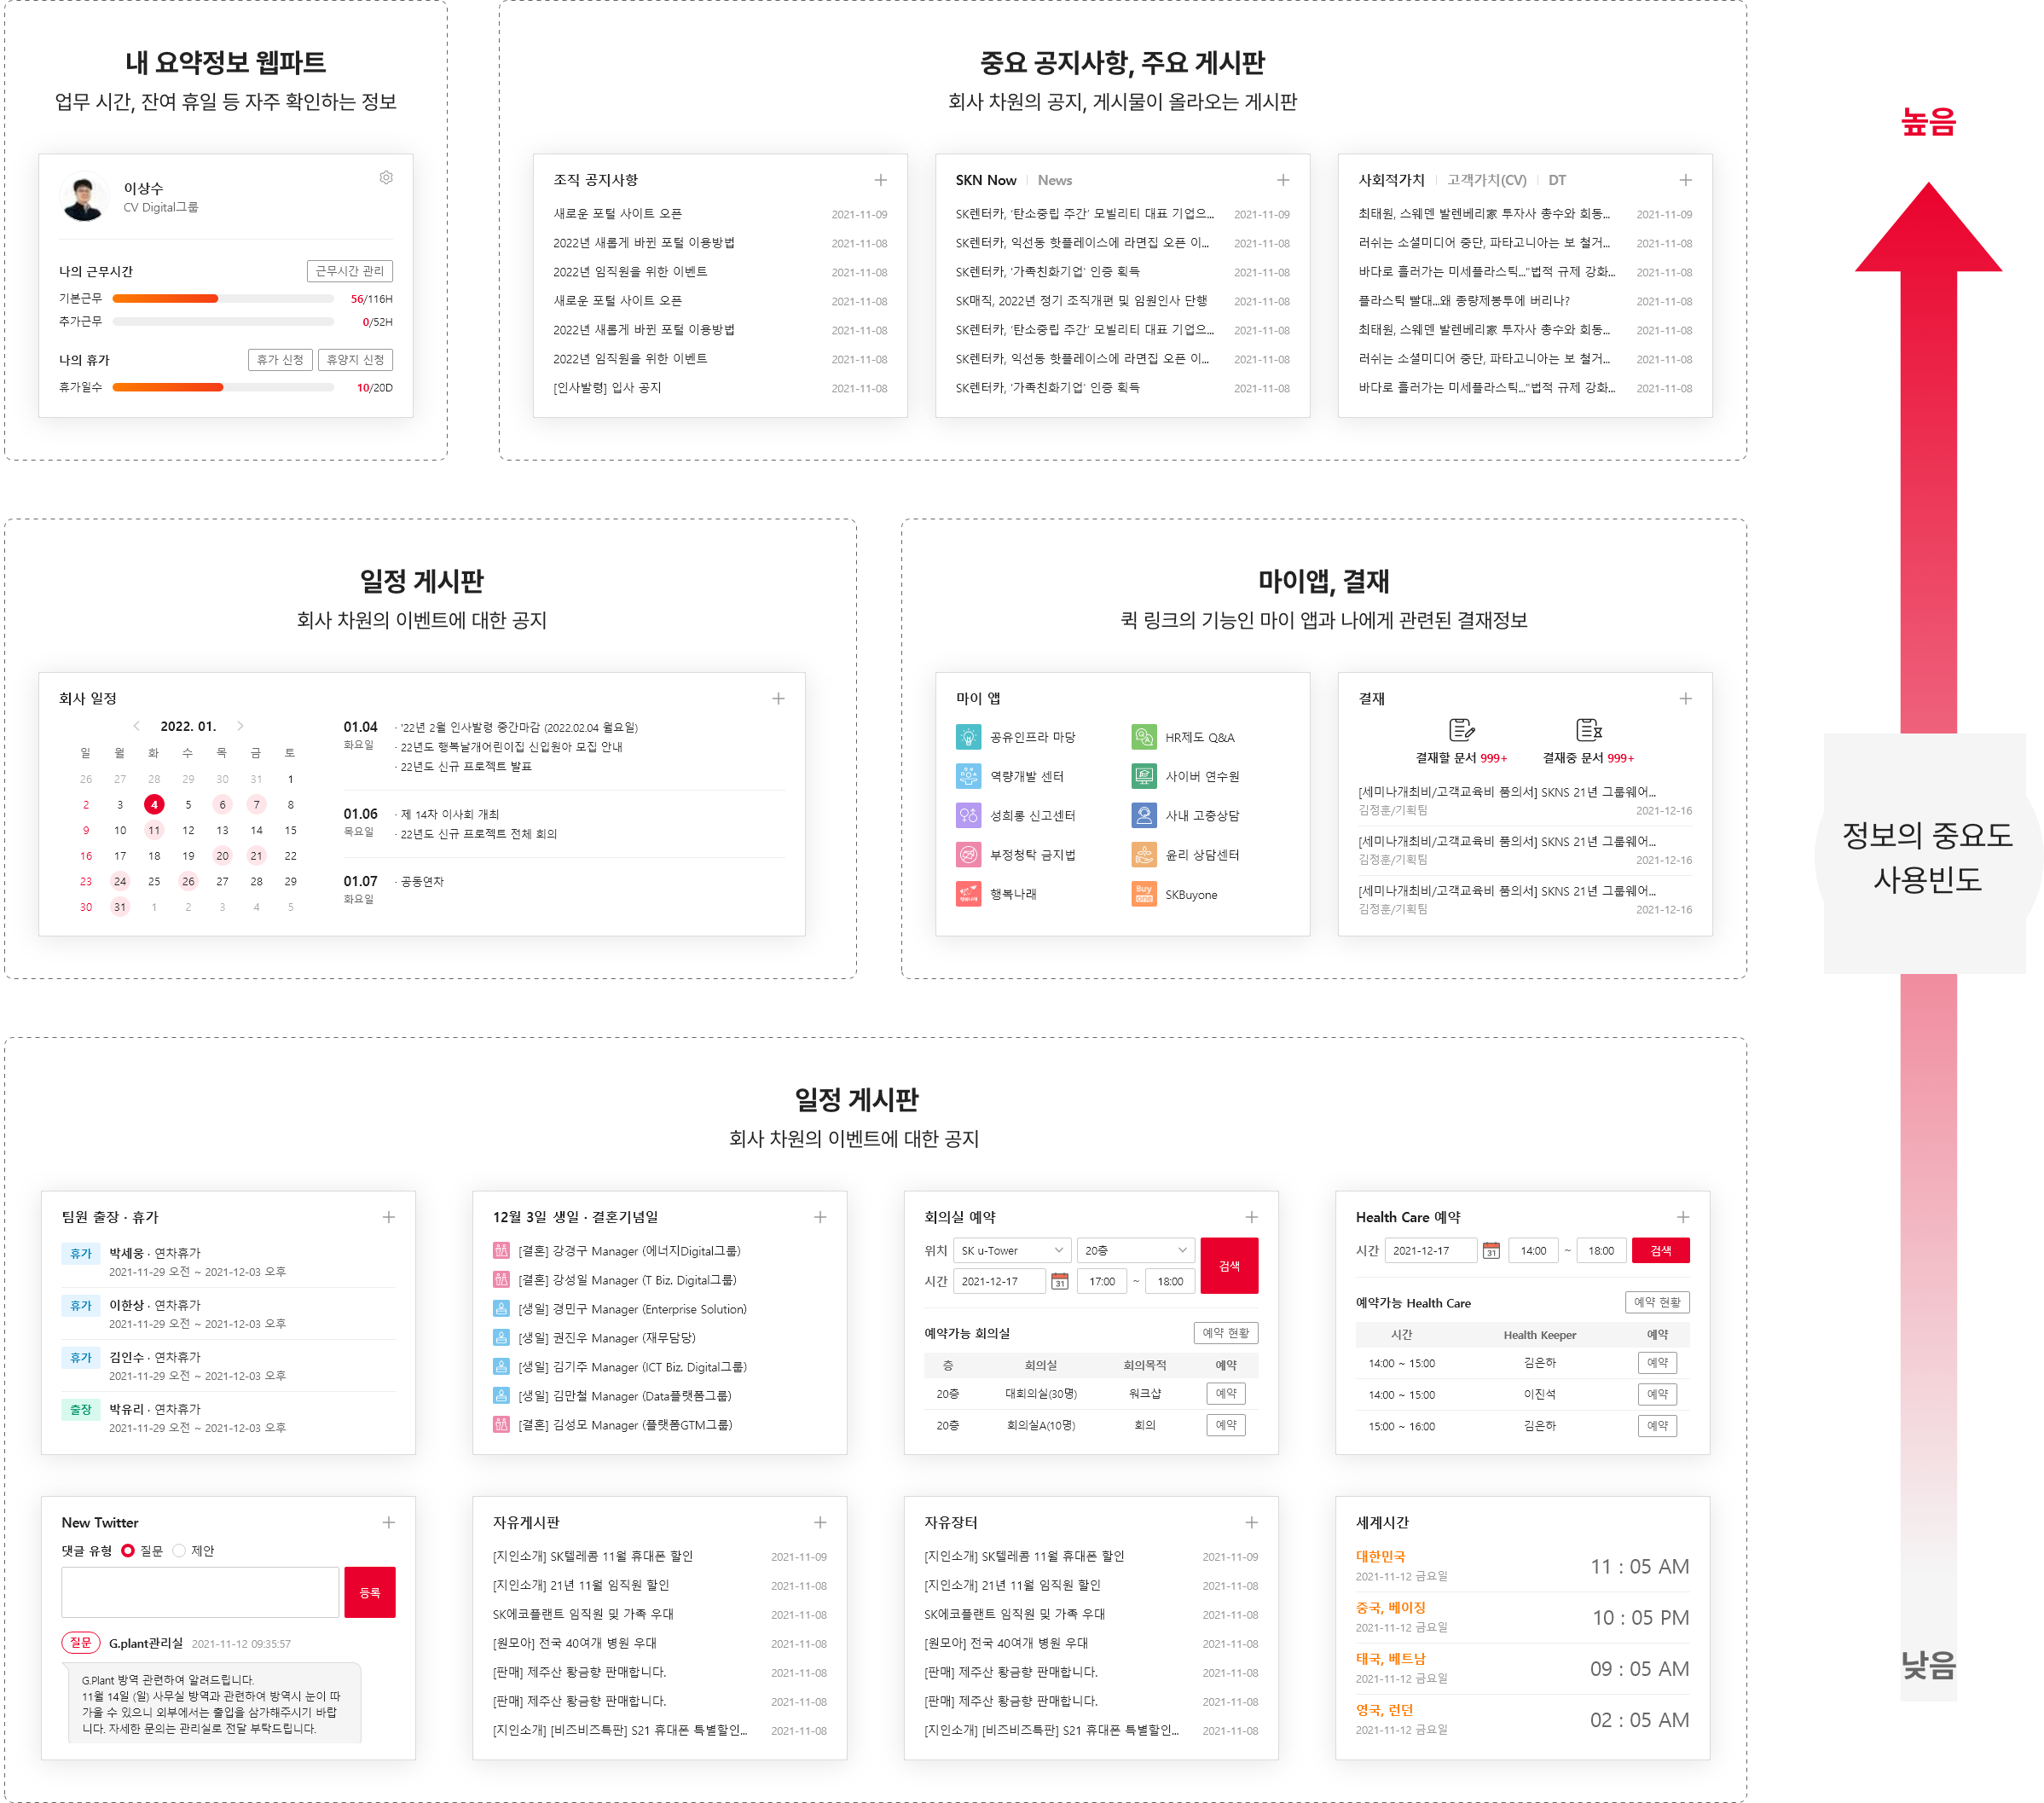 내 요약정보 웹파트
업무 시간, 잔여 휴일 등 자주 확인하는 정보
이상수
CV Digital그룹
나의 근무시간
근무시간 관리
기본근무 56/116H
추가근무 0/52H
나의 휴가
휴가 신청 휴양지 신청
휴가일수 10/20D
중요 공지사항, 주요 게시판
회사 차원의 공지, 게시물이 올라오는 게시판
조직 공지사항
새로운 포털 사이트 오픈 2021-11-09
2022년 새롭게 바뀐 포털 이용방법 2021-11-08
2022년 임직원을 위한 이벤트 2021-11-08
새로운 포털 사이트 오픈 2021-11-08
2022년 새롭게 바뀐 포털 이용방법 2021-11-08
2022년 임직원을 위한 이벤트 2021-11-08
[인사발령] 입사 공지 2021-11-08
SKN Now News
SK렌터카, '탄소중립 주간' 모빌리티 대표 기업으... 2021-11-09
SK렌터카, 익선동 핫플레이스에 라면집 오픈 이... 2021-11-08
SK렌터카, '가족친화기업' 인증 획득 2021-11-08
SK매직, 2022년 정기 조직개편 및 임원인사 단행 2021-11-08
SK렌터카, '탄소중립 주간' 모빌리티 대표 기업으... 2021-11-08
SK렌터카, 익선동 핫플레이스에 라면집 오픈 이... 2021-11-08
SK렌터카, '가족친화기업' 인증 획득 2021-11-08
사회적가치 고객가치(CV) DT
최태원, 스웨덴 발렌베리家 투자사 총수와 회동... 2021-11-09
러쉬는 소셜미디어 중단, 파타고니아는 보 철거... 2021-11-08
바다로 흘러가는 미세플라스틱..."법적 규제 강화... 2021-11-08
플라스틱 빨대...왜 종량제봉투에 버리나? 2021-11-08
최태원, 스웨덴 발렌베리家 투자사 총수와 회동... 2021-11-08
러쉬는 소셜미디어 중단, 파타고니아는 보 철거... 2021-11-08
바다로 흘러가는 미세플라스틱..."법적 규제 강화... 2021-11-08
높음
일정 게시판
회사 차원의 이벤트에 대한 공지
회사 일정
2022. 01.
일 월 화 수 목 금 토
26 27 28 29 30 31 1
2 3 4 5 6 7 8
9 10 11 12 13 14 15
16 17 18 19 20 21 22
23 24 25 26 27 28 29
30 31 1 2 3 4 5
01.04
화요일
· '22년 2월 인사발령 중간마감 (2022.02.04 월요일)
· 22년도 행복날개어린이집 신입원아 모집 안내
· 22년도 신규 프로젝트 발표
01.06
목요일
· 제 14차 이사회 개최
· 22년도 신규 프로젝트 전체 회의
01.07
화요일
· 공동연차
마이앱, 결재
퀵 링크의 기능인 마이 앱과 나에게 관련된 결재정보
마이 앱
공유인프라 마당 HR제도 Q&A
역량개발 센터 사이버 연수원
성희롱 신고센터 사내 고충상담
부정청탁 금지법 윤리 상담센터
행복나래 Buy one SKBuyone
결재
결재할 문서 999+ 결재중 문서 999+
[세미나개최비/고객교육비 품의서] SKNS 21년 그룹웨어...
김정훈/기획팀 2021-12-16
[세미나개최비/고객교육비 품의서] SKNS 21년 그룹웨어...
김정훈/기획팀 2021-12-16
[세미나개최비/고객교육비 품의서] SKNS 21년 그룹웨어...
김정훈/기획팀 2021-12-16
정보의 중요도
사용빈도
일정 게시판
회사 차원의 이벤트에 대한 공지
팀원 출장 · 휴가
휴가 박세웅 · 연차휴가
2021-11-29 오전 ~ 2021-12-03 오후
휴가 이한상 · 연차휴가
2021-11-29 오전 ~ 2021-12-03 오후
휴가 김인수 · 연차휴가
2021-11-29 오전 ~ 2021-12-03 오후
출장 박유리 · 연차휴가
2021-11-29 오전 ~ 2021-12-03 오후
12월 3일 생일 · 결혼기념일
[결혼] 강경구 Manager (에너지Digital그룹)
[결혼] 강성일 Manager (T Biz. Digital그룹)
[생일] 경민구 Manager (Enterprise Solution)
[생일] 권진우 Manager (재무담당)
[생일] 김기주 Manager (ICT Biz. Digital그룹)
[생일] 김만철 Manager (Data플랫폼그룹)
[결혼] 김성모 Manager (플랫폼GTM그룹)
회의실 예약
위치 SK u-Tower 20층
검색
시간 2021-12-17 31 17:00 ~ 18:00
예약가능 회의실 예약 현황
층 회의실 회의목적 예약
20층 대회의실(30명) 워크샵 예약
20층 회의실A(10명) 회의 예약
Health Care 예약
시간 2021-12-17 31 14:00 ~ 18:00 검색
예약가능 Health Care 예약 현황
시간 Health Keeper 예약
14:00 ~ 15:00 김은하 예약
14:00 ~ 15:00 이진석 예약
15:00 ~ 16:00 김은하 예약
New Twitter
댓글 유형 질문 제안
등록
질문 G.plant관리실 2021-11-12 09:35:57
G.Plant 방역 관련하여 알려드립니다.
11월 14일 (일) 사무실 방역과 관련하여 방역시 눈이 따
가울 수 있으니 외부에서는 출입을 삼가해주시기 바랍
니다. 자세한 문의는 관리실로 전달 부탁드립니다.
자유게시판
[지인소개] SK텔레콤 11월 휴대폰 할인 2021-11-09
[지인소개] 21년 11월 임직원 할인 2021-11-08
SK에코플랜트 임직원 및 가족 우대 2021-11-08
[원모아] 전국 40여개 병원 우대 2021-11-08
[판매] 제주산 황금향 판매합니다. 2021-11-08
[판매] 제주산 황금향 판매합니다. 2021-11-08
[지인소개] [비즈비즈특판] S21 휴대폰 특별할인... 2021-11-08
자유장터
[지인소개] SK텔레콤 11월 휴대폰 할인 2021-11-09
[지인소개] 21년 11월 임직원 할인 2021-11-08
SK에코플랜트 임직원 및 가족 우대 2021-11-08
[원모아] 전국 40여개 병원 우대 2021-11-08
[판매] 제주산 황금향 판매합니다. 2021-11-08
[판매] 제주산 황금향 판매합니다. 2021-11-08
[지인소개] [비즈비즈특판] S21 휴대폰 특별할인... 2021-11-08
세계시간
대한민국
2021-11-12 금요일
11 : 05 AM
중국, 베이징
2021-11-12 금요일
10 : 05 PM
태국, 베트남
2021-11-12 금요일
09 : 05 AM
영국, 런던
2021-11-12 금요일
02 : 05 AM
낮음